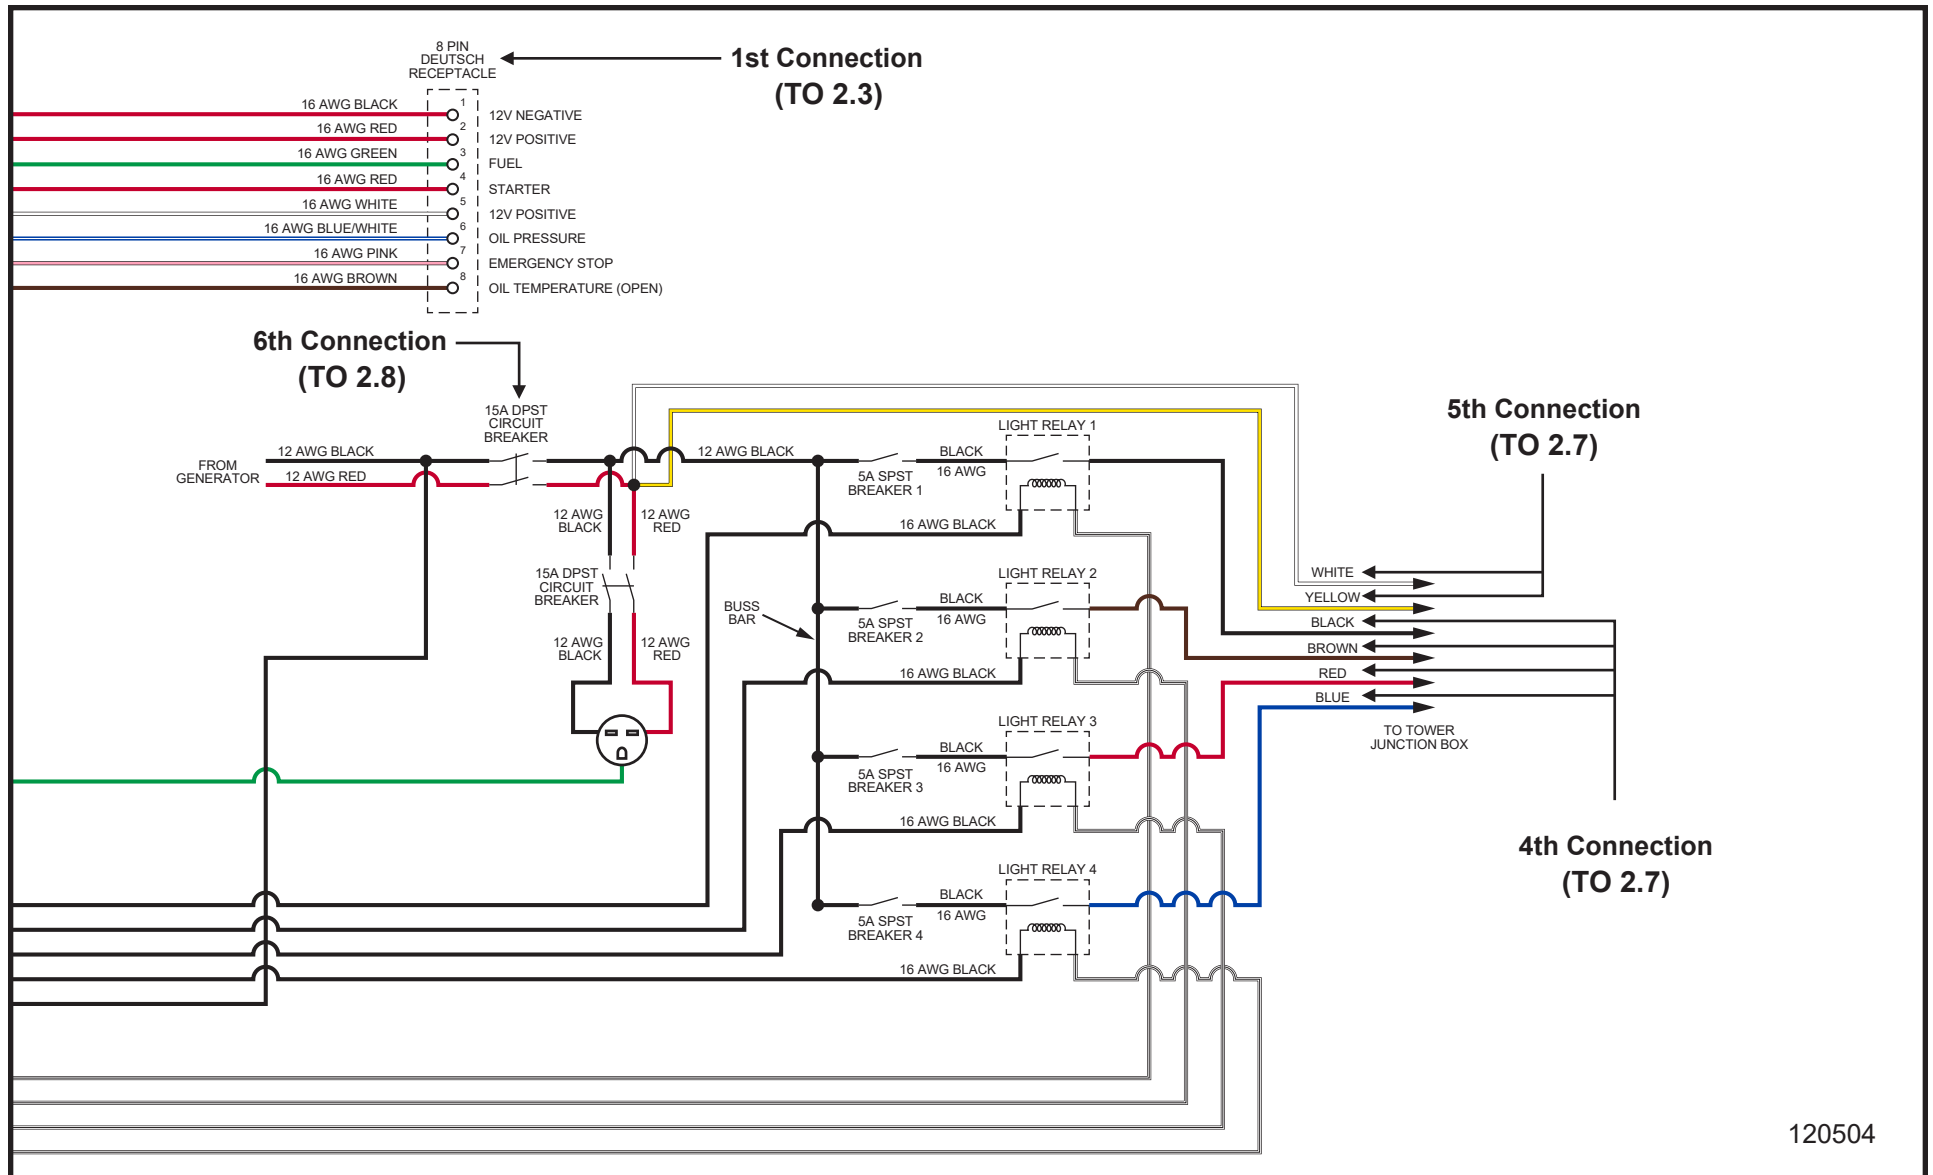 8 PIN
DEUTSCH
RECEPTACLE
1st Connection
(TO 2.3)
16 AWG BLACK
1
12V NEGATIVE
16 AWG RED
2
12V POSITIVE
16 AWG GREEN
3
FUEL
16 AWG RED
4
STARTER
16 AWG WHITE
5
12V POSITIVE
16 AWG BLUE/WHITE
6
OIL PRESSURE
16 AWG PINK
7
EMERGENCY STOP
16 AWG BROWN
8
OIL TEMPERATURE (OPEN)
6th Connection
(TO 2.8)
15A DPST
CIRCUIT
BREAKER
FROM
GENERATOR
12 AWG BLACK
12 AWG RED
12 AWG
BLACK
12 AWG
RED
15A DPST
CIRCUIT
BREAKER
12 AWG
BLACK
12 AWG
RED
12 AWG BLACK
BUSS
BAR
5A SPST
BREAKER 1
BLACK
16 AWG
LIGHT RELAY 1
16 AWG BLACK
5A SPST
BREAKER 2
BLACK
16 AWG
LIGHT RELAY 2
16 AWG BLACK
5A SPST
BREAKER 3
BLACK
16 AWG
LIGHT RELAY 3
16 AWG BLACK
5A SPST
BREAKER 4
BLACK
16 AWG
LIGHT RELAY 4
16 AWG BLACK
5th Connection
(TO 2.7)
WHITE
YELLOW
BLACK
BROWN
RED
BLUE
TO TOWER
JUNCTION BOX
4th Connection
(TO 2.7)
120504